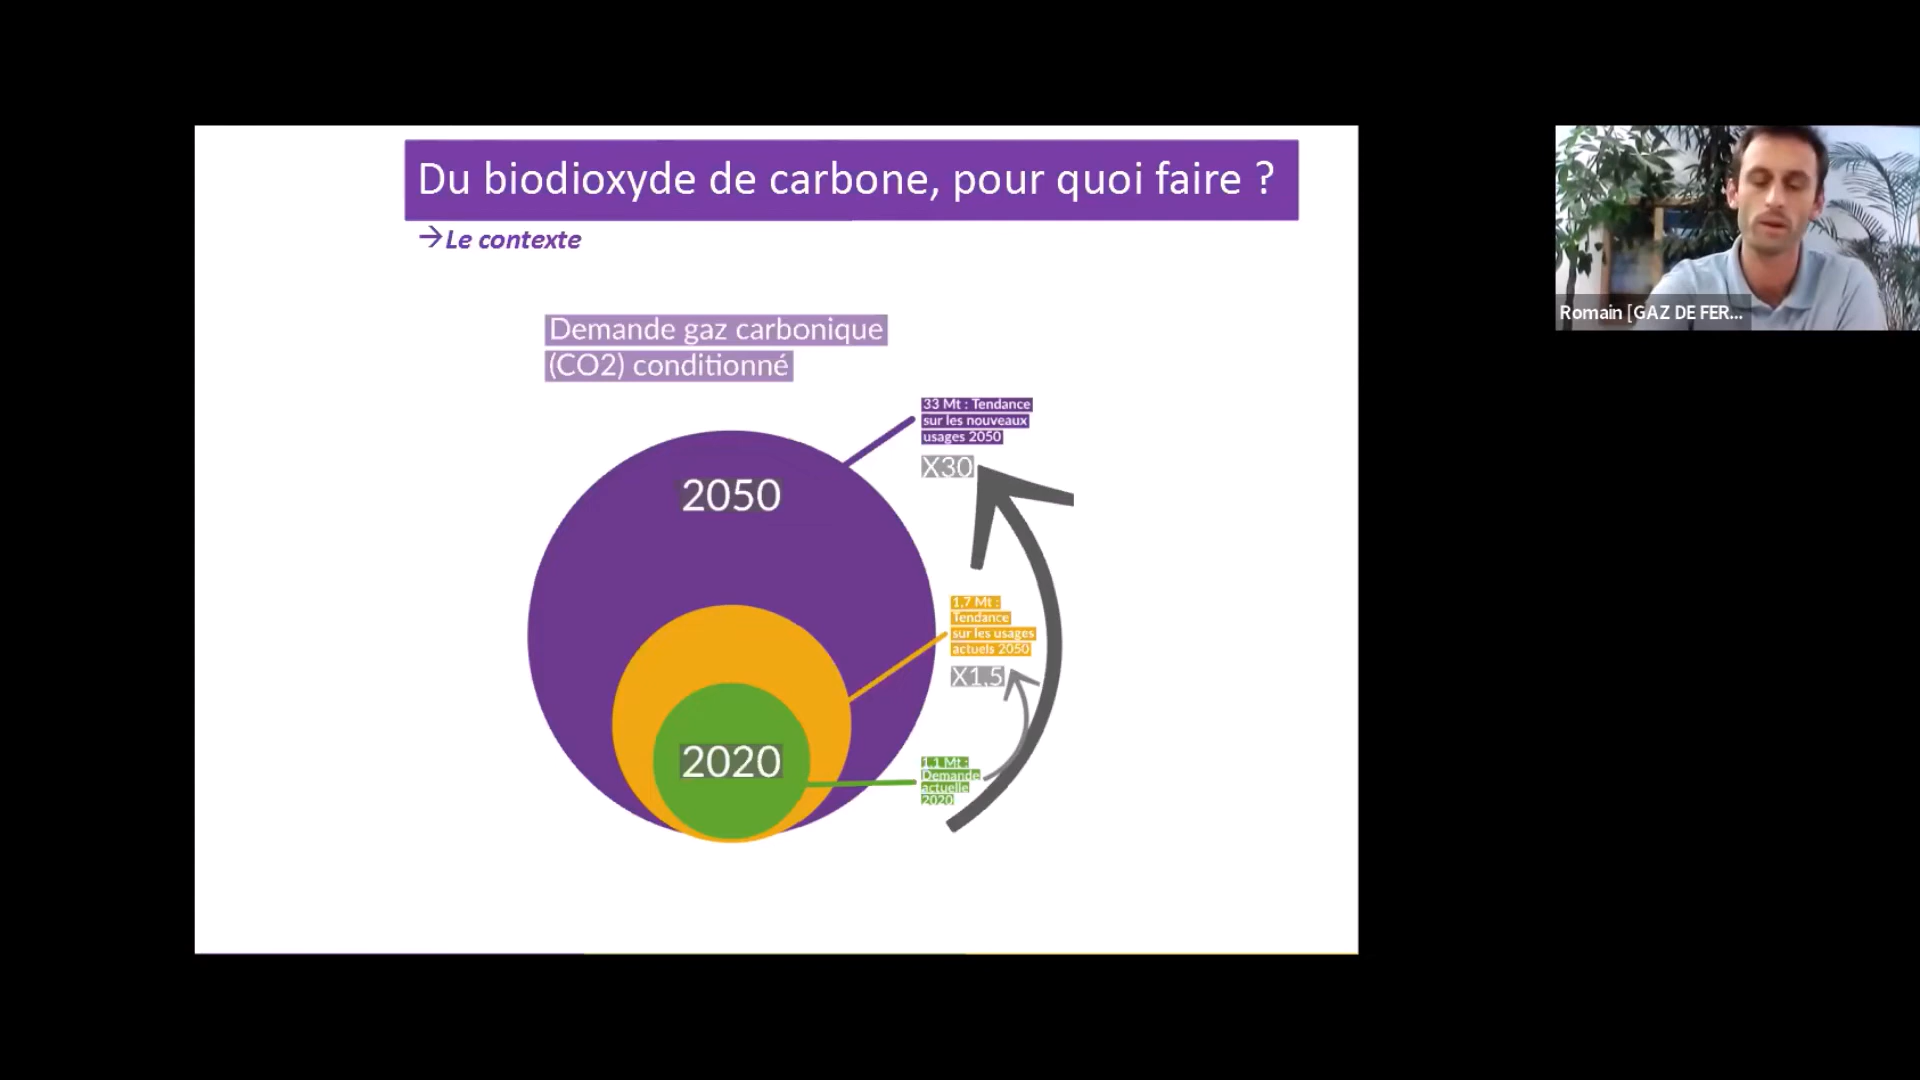 Du biodioxyde de carbone, pour quoi faire ?
→Le contexte
Demande gaz carbonique
(CO2) conditionné
33 Mt : Tendance
sur les nouveaux
usages 2050
X30
2050
1,7 Mt :
Tendance
sur les usages
actuels 2050
X1,5
2020
1,1 Mt :
Demande
actuelle
2020
Romain [GAZ DE FER...